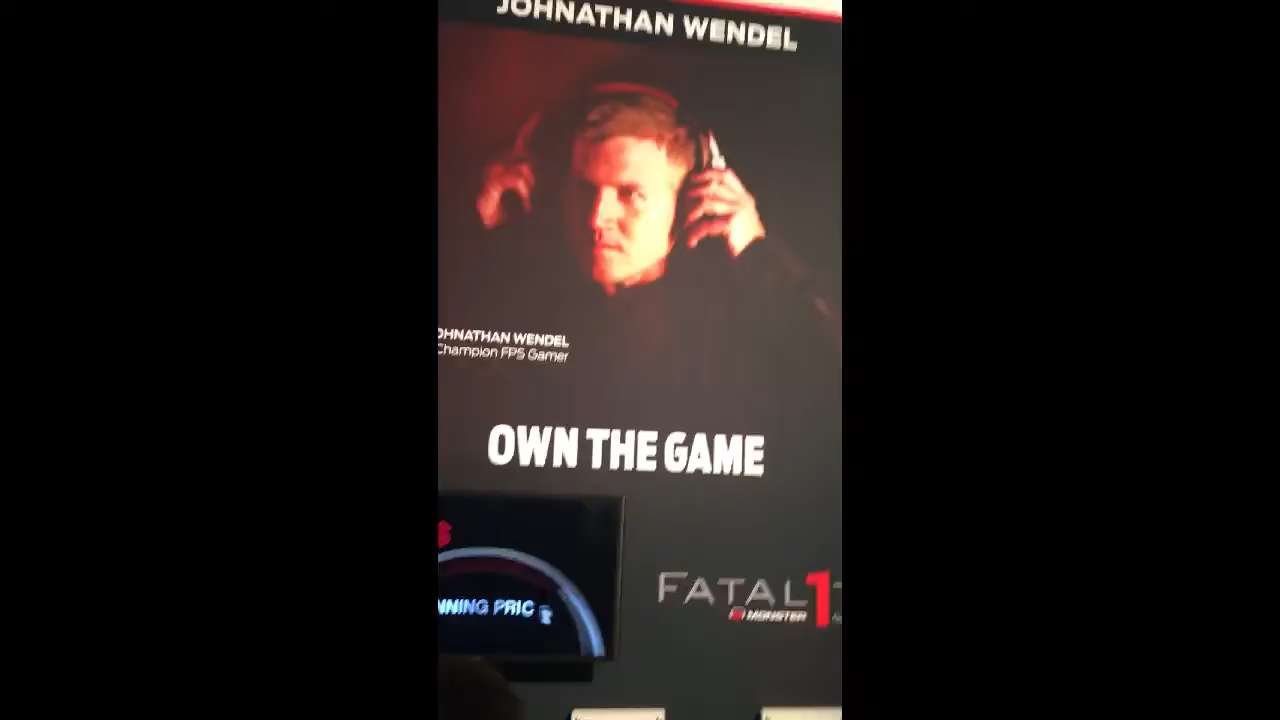 JOHNATHAN WENDEL
OHNATHAN WENDEL
Champion FPS Gamer
OWN THE GAME
NNING PRIC
FATAL1
MONSTER